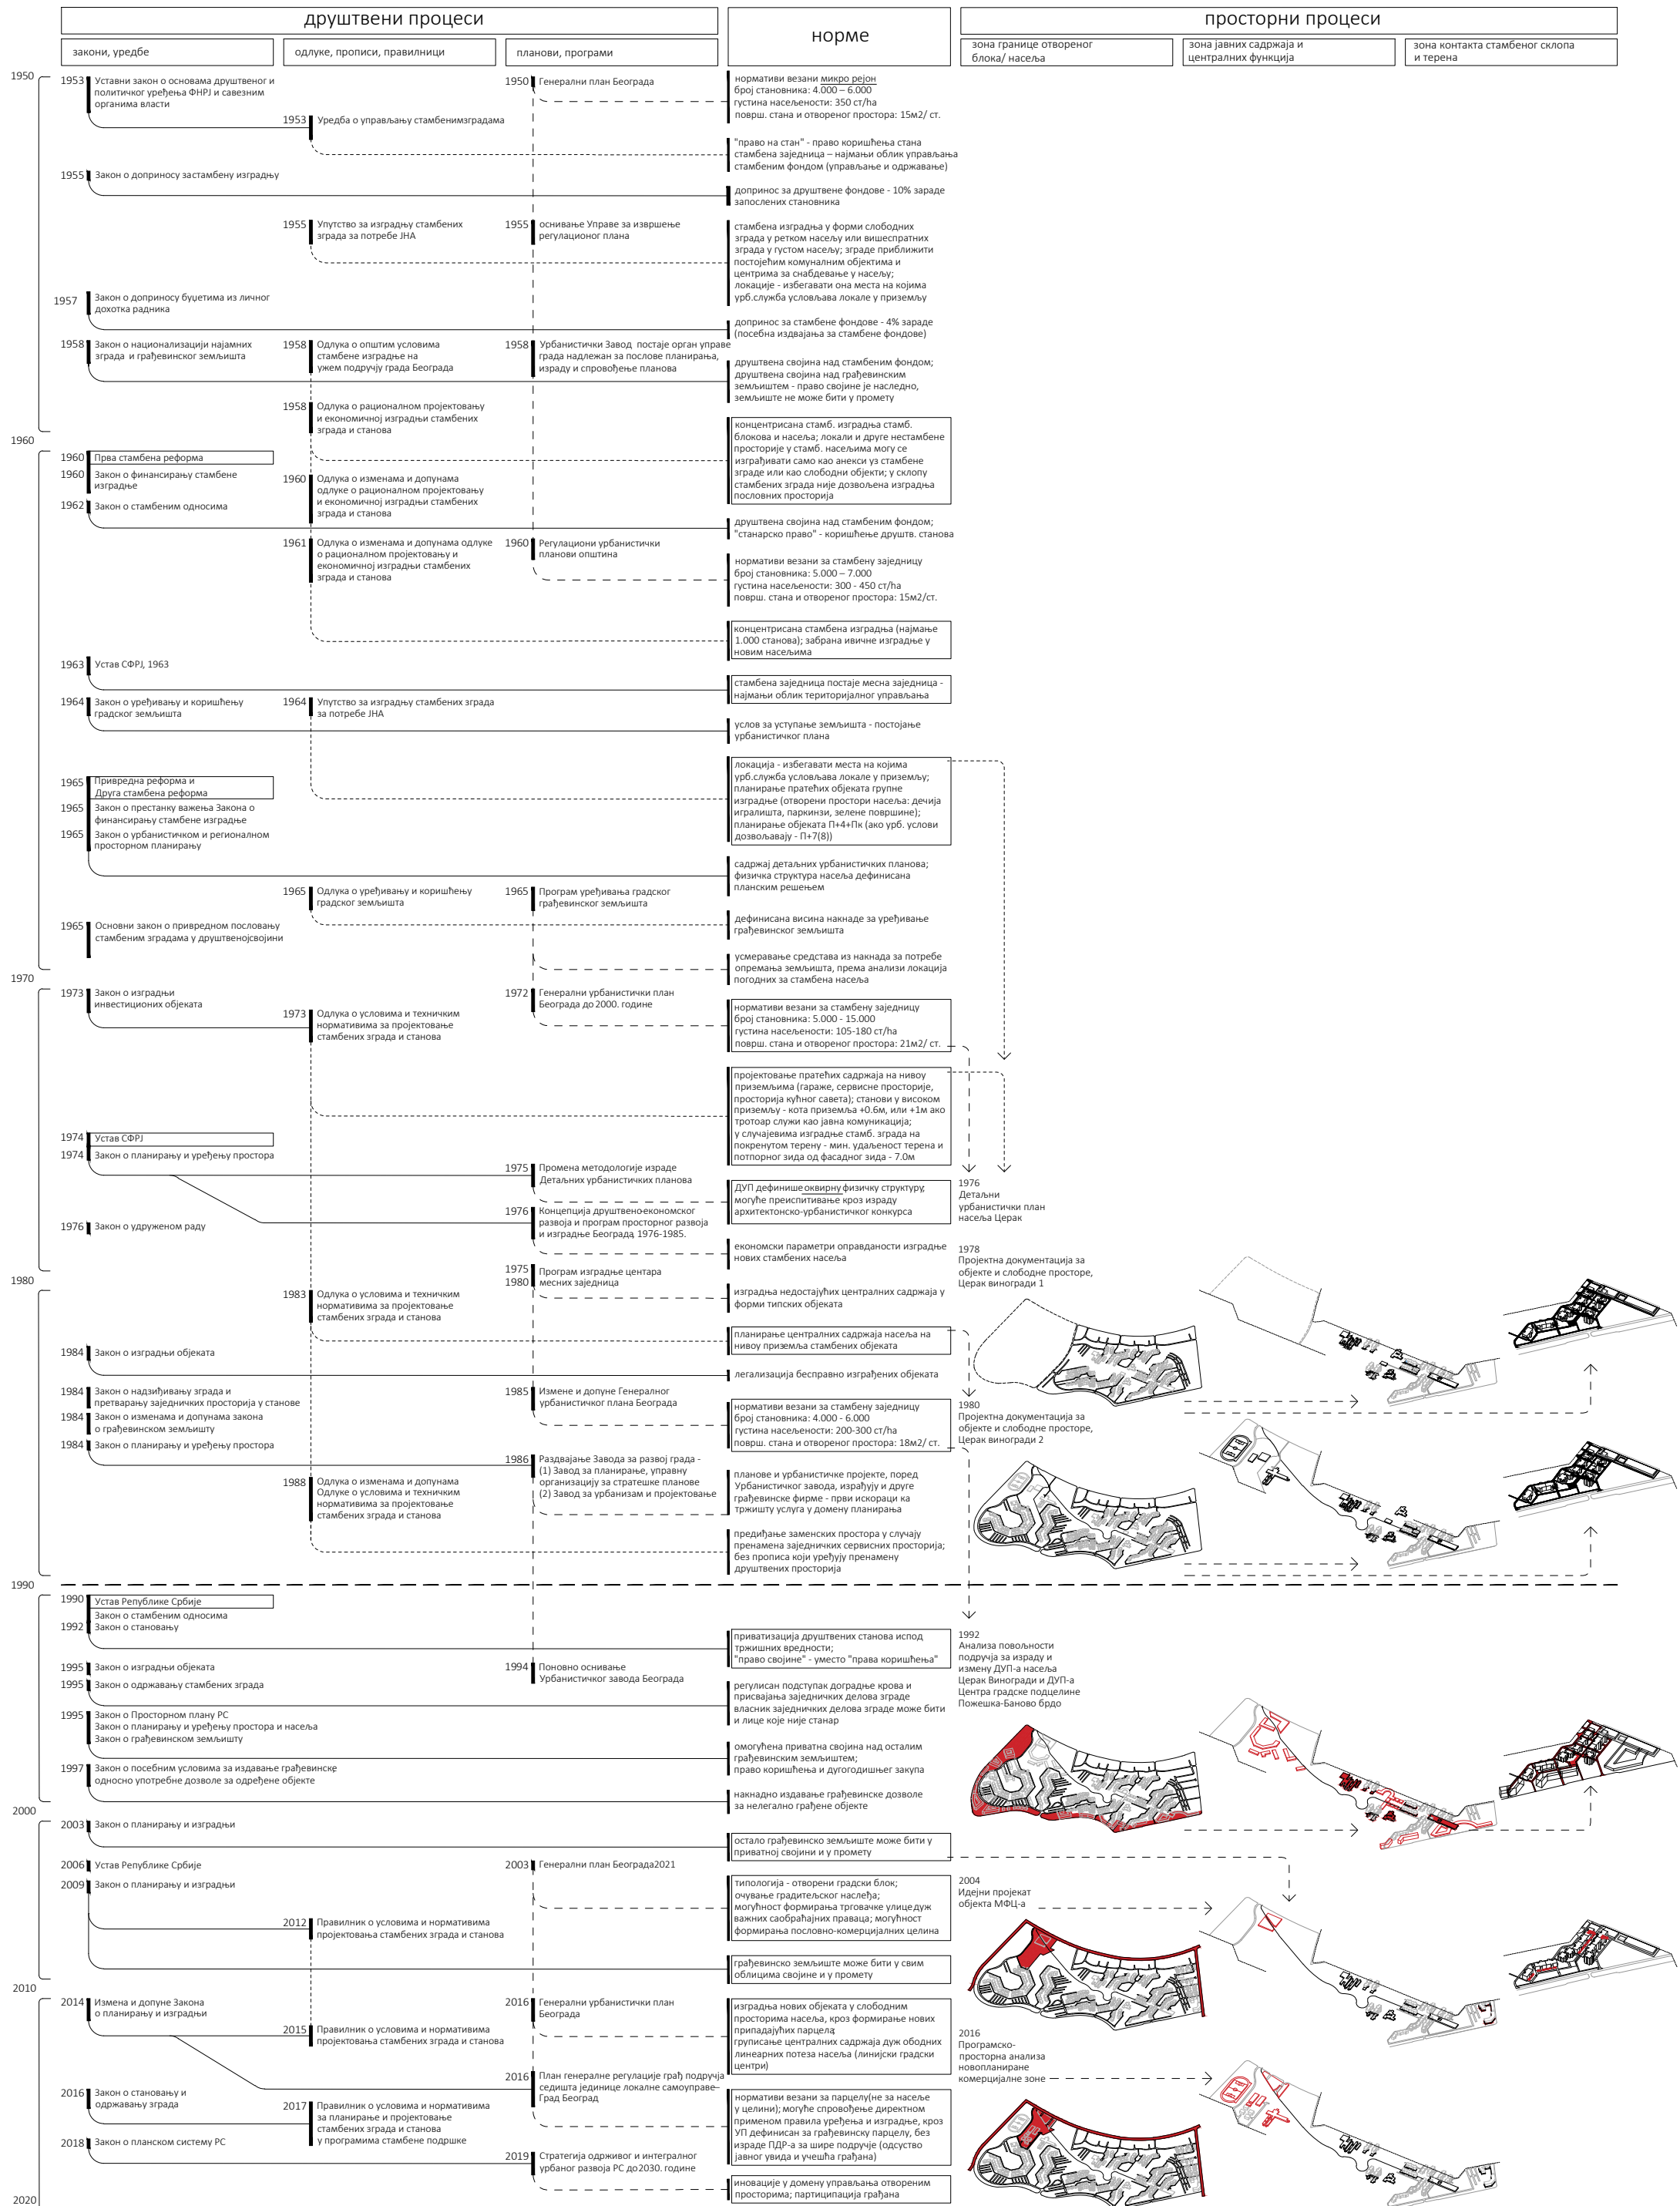 друштвени процеси
норме
просторни процеси
закони, уредбе
одлуке, прописи, правилници
планови, програми
зона границе отвореног
блока/ насеља
зона јавних садржаја и
централних функција
зона контакта стамбеног склопа
и терена
1950
1953
Уставни закон о основама друштвеног и
политичког уређења ФНРЈ и савезним
органима власти
1950
Генерални план Београда
нормативи везани микро рејон
број становника: 4.000 – 6.000
густина насељености: 350 ст/ha
површ. стана и отвореног простора: 15м2/ ст.
1953
Уредба о управљању стамбенимзградама
"право на стан" - право коришћења стана
стамбена заједница – најмањи облик управљања
стамбеним фондом (управљање и одржавање)
1955
Закон о доприносу застамбену изградњу
допринос за друштвене фондове - 10% зараде
запослених становника
1955
Упутство за изградњу стамбених
зграда за потребе ЈНА
1955
оснивање Управе за извршење
регулационог плана
стамбена изградња у форми слободних
зграда у ретком насељу или вишеспратних
зграда у густом насељу; зграде приближити
постојећим комуналним објектима и
центрима за снабдевање у насељу;
локације - избегавати она места на којима
урб.служба условљава локале у приземљу
1957
Закон о доприносу буџетима из личног
дохотка радника
допринос за стамбене фондове - 4% зараде
(посебна издвајања за стамбене фондове)
1958
Закон о национализацији најамних
зграда и грађевинског земљишта
1958
Одлука о општим условима
стамбене изградње на
ужем подручју града Београда
1958
Урбанистички Завод постаје орган управе
града надлежан за послове планирања,
израду и спровођење планова
друштвена својина над стамбеним фондом;
друштвена својина над грађевинским
земљиштем - право својине је наследно,
земљиште не може бити у промету
1958
Одлука о рационалном пројектовању
и економичној изградњи стамбених
зграда и станова
концентрисана стамб. изградња стамб.
блокова и насеља; локали и друге нестамбене
просторије у стамб. насељима могу се
изграђивати само као анекси уз стамбене
зграде или као слободни објекти; у склопу
стамбених зграда није дозвољена изградња
пословних просторија
1960
1960
Прва стамбена реформа
1960
Закон о финансирању стамбене
изградње
1960
Одлука о изменама и допунама
одлуке о рационалном пројектовању
и економичној изградњи стамбених
зграда и станова
1962
Закон о стамбеним односима
друштвена својина над стамбеним фондом;
"станарско право" - коришћење друштв. станова
1961
Одлука о изменама и допунама одлуке
о рационалном пројектовању и
економичној изградњи стамбених
зграда и станова
1960
Регулациони урбанистички
планови општина
нормативи везани за стамбену заједницу
број становника: 5.000 – 7.000
густина насељености: 300 - 450 ст/ha
површ. стана и отвореног простора: 15м2/ст.
концентрисана стамбена изградња (најмање
1.000 станова); забрана ивичне изградње у
новим насељима
1963
Устав СФРЈ, 1963
стамбена заједница постаје месна заједница -
најмањи облик територијалног управљања
1964
Закон о уређивању и коришћењу
градског земљишта
1964
Упутство за изградњу стамбених зграда
за потребе ЈНА
услов за уступање земљишта - постојање
урбанистичког плана
1965
Привредна реформа и
Друга стамбена реформа
1965
Закон о престанку важења Закона о
финансирању стамбене изградње
1965
Закон о урбанистичком и регионалном
просторном планирању
локација - избегавати места на којима
урб.служба условљава локале у приземљу;
планирање пратећих објеката групне
изградње (отворени простори насеља: дечија
игралишта, паркинзи, зелене површине);
планирање објеката П+4+Пк (ако урб. услови
дозвољавају - П+7(8))
садржај детаљних урбанистичких планова;
физичка структура насеља дефинисана
планским решењем
1965
Одлука о уређивању и коришћењу
градског земљишта
1965
Програм уређивања градског
грађевинског земљишта
дефинисана висина накнаде за уређивање
грађевинског земљишта
1965
Основни закон о привредном пословању
стамбеним зградама у друштвенојсвојини
усмеравање средстава из накнада за потребе
опремања земљишта, према анализи локација
погодних за стамбена насеља
1970
1973
Закон о изградњи
инвестиционих објеката
1973
Одлука о условима и техничким
нормативима за пројектовање
стамбених зграда и станова
1972
Генерални урбанистички план
Београда до 2000. године
нормативи везани за стамбену заједницу
број становника: 5.000 - 15.000
густина насељености: 105-180 ст/ha
површ. стана и отвореног простора: 21м2/ ст.
пројектовање пратећих садржаја на нивоу
приземљима (гараже, сервисне просторије,
просторија кућног савета); станови у високом
приземљу - кота приземља +0.6м, или +1м ако
тротоар служи као јавна комуникација;
у случајевима изградње стамб. зграда на
покренутом терену - мин. удаљеност терена и
потпорног зида од фасадног зида - 7.0м
1974
Устав СФРЈ
1974
Закон о планирању и уређењу простора
1975
Промена методологије израде
Детаљних урбанистичких планова
ДУП дефинише оквирну физичку структуру;
могуће преиспитивање кроз израду
архитектонско-урбанистичког конкурса
1976
Детаљни
урбанистички план
насеља Церак
1976
Закон о удруженом раду
1976
Концепција друштвено-економског
развоја и програм просторног развоја
и изградње Београд, 1976-1985.
економски параметри оправданости изградње
нових стамбених насеља
1978
Пројектна документација за
објекте и слободне просторе,
Церак виногради 1
1975
1980
Програм изградње центара
месних заједница
изградња недостајућих централних садржаја у
форми типских објеката
1980
1983
Одлука о условима и техничким
нормативима за пројектовање
стамбених зграда и станова
планирање централних садржаја насеља на
нивоу приземља стамбених објеката
1984
Закон о изградњи објеката
легализација бесправно изграђених објеката
1984
Закон о надзиђивању зграда и
претварању заједничких просторија у станове
1984
Закон о изменама и допунама закона
о грађевинском земљишту
1984
Закон о планирању и уређењу простора
1985
Измене и допуне Генералног
урбанистичког плана Београда
нормативи везани за стамбену заједницу
број становника: 4.000 - 6.000
густина насељености: 200-300 ст/ha
површ. стана и отвореног простора: 18м2/ ст.
1980
Пројектна документација за
објекте и слободне просторе,
Церак виногради 2
1986
Раздвајање Завода за развој града -
(1) Завод за планирање, управну
организацију за стратешке планове
(2) Завод за урбанизам и пројектовање
1988
Одлука о изменама и допунама
Одлуке о условима и техничким
нормативима за пројектовање
стамбених зграда и станова
планове и урбанистичке пројекте, поред
Урбанистичког завода, израђују и друге
грађевинске фирме - први искораци ка
тржишту услуга у домену планирања
предиђање заменских простора у случају
пренамена заједничких сервисних просторија;
без прописа који уређују пренамену
друштвених просторија
1990
1990
Устав Републике Србије
Закон о стамбеним односима
1992
Закон о становању
приватизација друштвених станова испод
тржишних вредности;
"право својине" - уместо "права коришћења"
1992
Анализа повољности
подручја за израду и
измену ДУП-а насеља
Церак Виногради и ДУП-а
Центра градске подцелине
Пожешка-Баново брдо
1995
Закон о изградњи објеката
1995
Закон о одржавању стамбених зграда
1994
Поновно оснивање
Урбанистичког завода Београда
регулисан подступак доградње крова и
присвајања заједничких делова зграде
власник заједничких делова зграде може бити
и лице које није станар
1995
Закон о Просторном плану РС
Закон о планирању и уређењу простора и насеља
Закон о грађевинском земљишту
омогућена приватна својина над осталим
грађевинским земљиштем;
право коришћења и дугогодишњег закупа
1997
Закон о посебним условима за издавање грађевинске
односно употребне дозволе за одређене објекте
накнадно издавање грађевинске дозволе
за нелегално грађене објекте
2000
2003
Закон о планирању и изградњи
остало грађевинско земљиште може бити у
приватној својини и у промету
2006
Устав Републике Србије
2003
Генерални план Београда2021
2009
Закон о планирању и изградњи
типологија - отворени градски блок;
очување градитељског наслеђа;
могућност формирања трговачке улицедуж
важних саобраћајних праваца; могућност
формирања пословно-комерцијалних целина
2004
Идејни пројекат
објекта МФЦ-а
2012
Правилник о условима и нормативима
пројектовања стамбених зграда и станова
грађевинско земљиште може бити у свим
облицима својине и у промету
2010
2014
Измена и допуне Закона
о планирању и изградњи
2015
Правилник о условима и нормативима
пројектовања стамбених зграда и станова
2016
Генерални урбанистички план
Београда
изградња нових објеката у слободним
просторима насеља, кроз формирање нових
припадајућих парцела;
груписање централних садржаја дуж ободних
линеарних потеза насеља (линијски градски
центри)
2016
Програмско-
просторна анализа
новопланиране
комерцијалне зоне
2016
План генералне регулације грађ подручја
седишта јединице локалне самоуправе–
Град Београд
2016
Закон о становању и
одржавању зграда
2017
Правилник о условима и нормативима
за планирање и пројектовање
стамбених зграда и станова
у програмима стамбене подршке
нормативи везани за парцелу(не за насеље
у целини); могуће спровођење директном
применом правила уређења и изградње, кроз
УП дефинисан за грађевинску парцелу, без
израде ПДР-а за шире подручје (одсуство
јавног увида и учешћа грађана)
2018
Закон о планском систему РС
2019
Стратегија одрживог и интегралног
урбаног развоја РС до 2030. године
иновације у домену управљања отвореним
просторима; партиципација грађана
2020